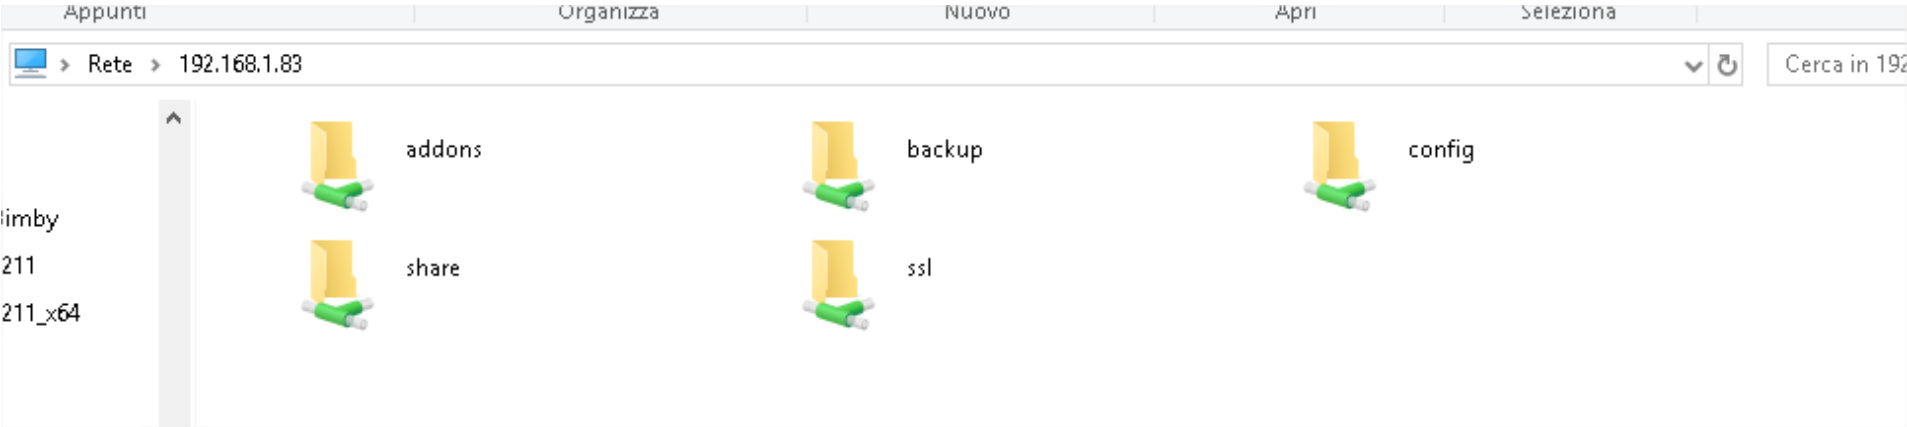 Appunti Organizza Nuovo Apri Seleziona
Rete 192.168.1.83 Cerca in 192
addons backup config
imby
211 share ssl
211_x64